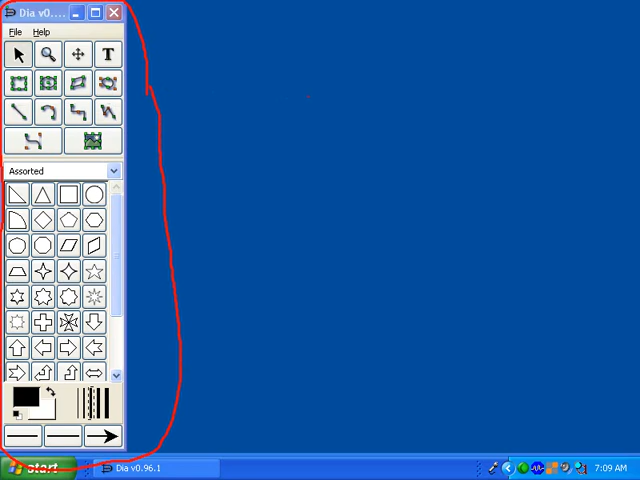 Dia v0....
File Help
T
Assorted
start
Dia v0.96.1
7:09 AM